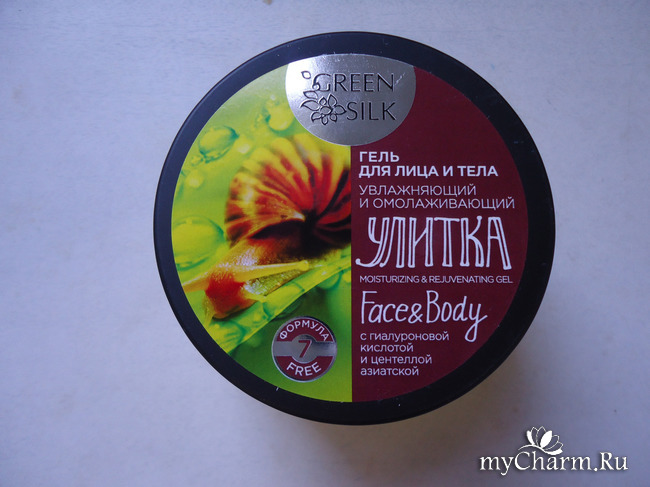 GREEN
SILK
ГЕЛЬ
ДЛЯ ЛИЦА И ТЕЛА
УВЛАЖНЯЮЩИЙ
И ОМОЛАЖИВАЮЩИЙ
УЛИТКА
MOISTURIZING & REJUVENATING GEL
Face&Body
С ГИАЛУРОНОВОЙ
КИСЛОТОЙ
И ЦЕНТЕЛЛОЙ
АЗИАТСКОЙ
ФОРМУЛА
7
FREE
myCharm.Ru